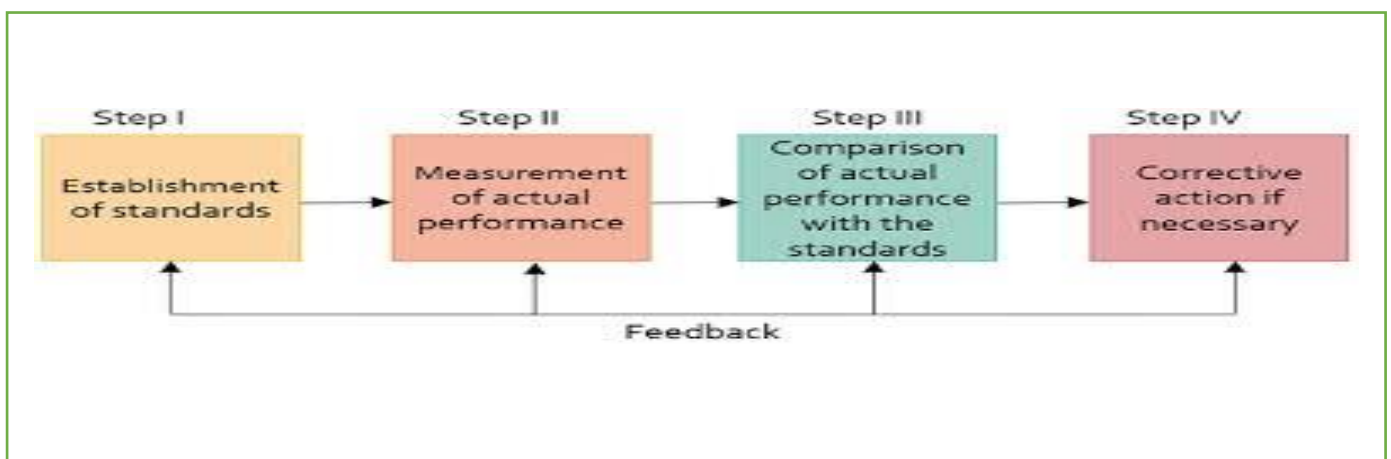 Step I
Establishment
of standards
Step II
Measurement
of actual
performance
Step III
Comparison
of actual
performance
with the
standards
Step IV
Corrective
action if
necessary
Feedback